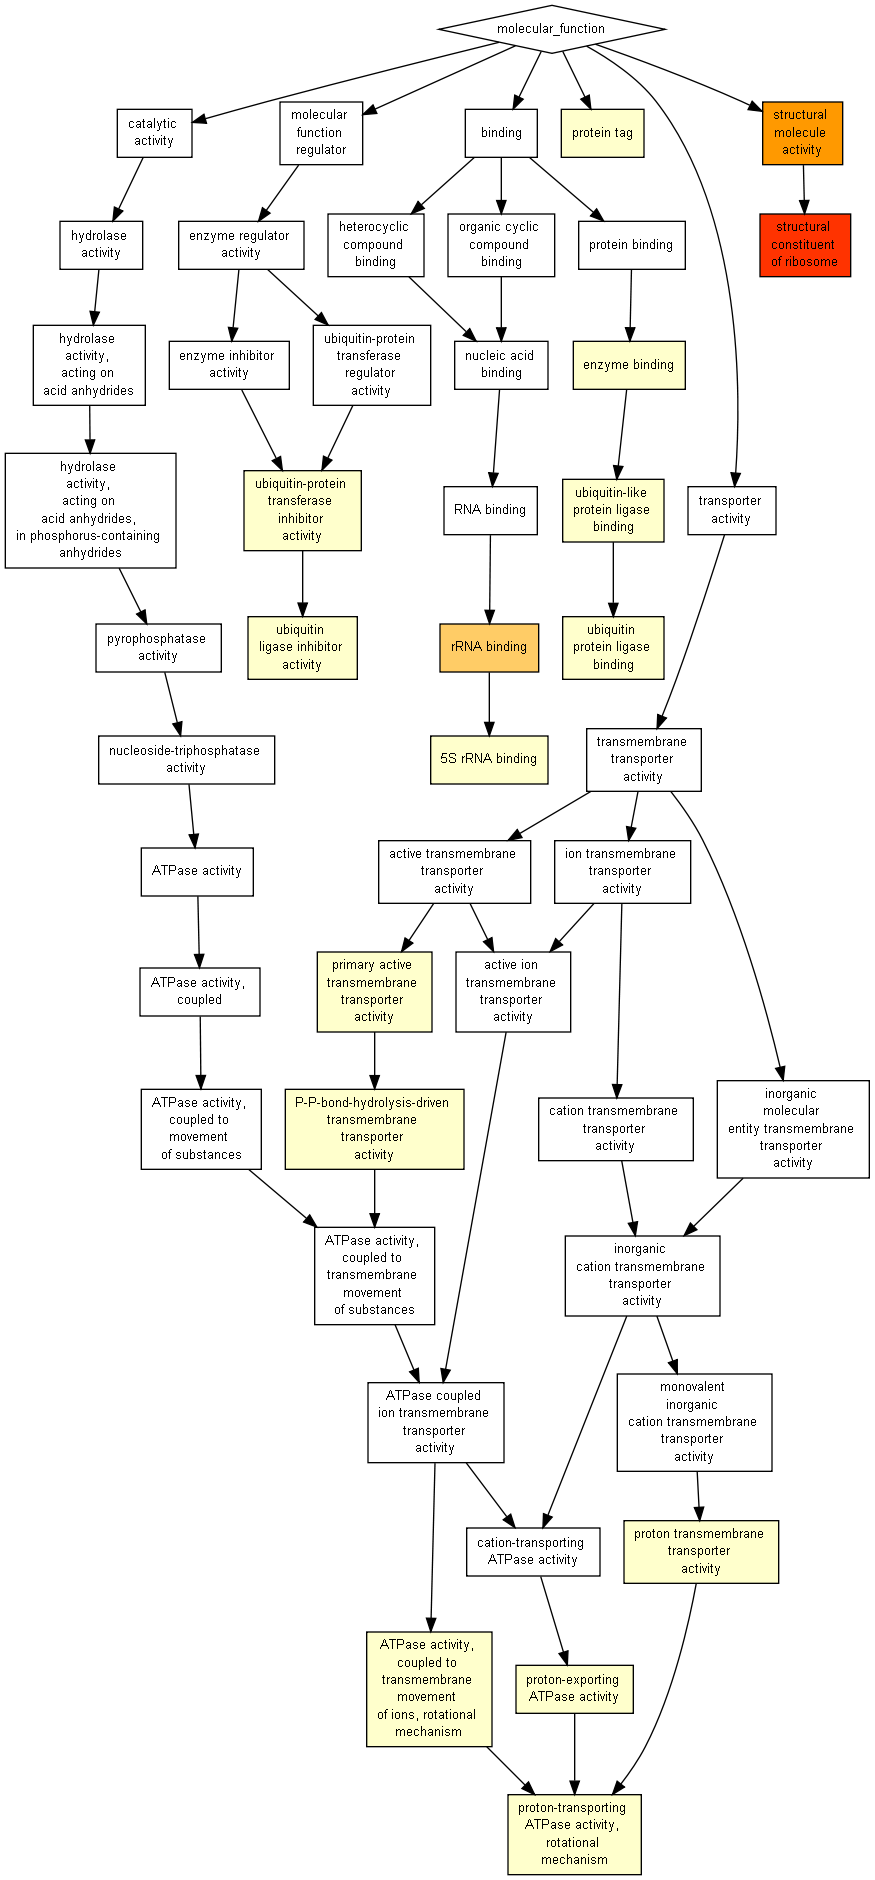 molecular_function
catalytic
activity
molecular
function
regulator
binding
protein tag
structural
molecule
activity
hydrolase
activity
enzyme regulator
activity
heterocyclic
compound
binding
organic cyclic
compound
binding
protein binding
structural
constituent
of ribosome
hydrolase
activity,
acting on
acid anhydrides
enzyme inhibitor
activity
ubiquitin-protein
transferase
regulator
activity
nucleic acid
binding
enzyme binding
hydrolase
activity,
acting on
acid anhydrides,
in phosphorus-containing
anhydrides
ubiquitin-protein
transferase
inhibitor
activity
RNA binding
ubiquitin-like
protein ligase
binding
transporter
activity
pyrophosphatase
activity
ubiquitin
ligase inhibitor
activity
rRNA binding
ubiquitin
protein ligase
binding
nucleoside-triphosphatase
activity
5S rRNA binding
transmembrane
transporter
activity
ATPase activity
active transmembrane
transporter
activity
ion transmembrane
transporter
activity
ATPase activity,
coupled
primary active
transmembrane
transporter
activity
active ion
transmembrane
transporter
activity
ATPase activity,
coupled to
movement
of substances
P-P-bond-hydrolysis-driven
transmembrane
transporter
activity
cation transmembrane
transporter
activity
inorganic
molecular
entity transmembrane
transporter
activity
ATPase activity,
coupled to
transmembrane
movement
of substances
inorganic
cation transmembrane
transporter
activity
ATPase coupled
ion transmembrane
transporter
activity
monovalent
inorganic
cation transmembrane
transporter
activity
cation-transporting
ATPase activity
proton transmembrane
transporter
activity
ATPase activity,
coupled to
transmembrane
movement
of ions, rotational
mechanism
proton-exporting
ATPase activity
proton-transporting
ATPase activity,
rotational
mechanism